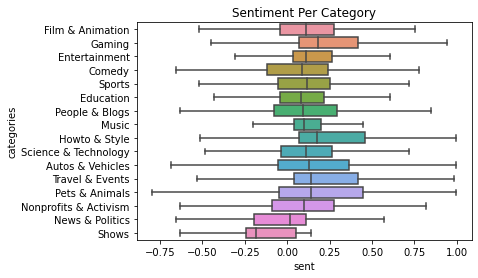 Sentiment Per Category
categories
Film & Animation
Gaming
Entertainment
Comedy
Sports
Education
People & Blogs
Music
Howto & Style
Science & Technology
Autos & Vehicles
Travel & Events
Pets & Animals
Nonprofits & Activism
News & Politics
Shows
−0.75 −0.50 −0.25 0.00 0.25 0.50 0.75 1.00
sent